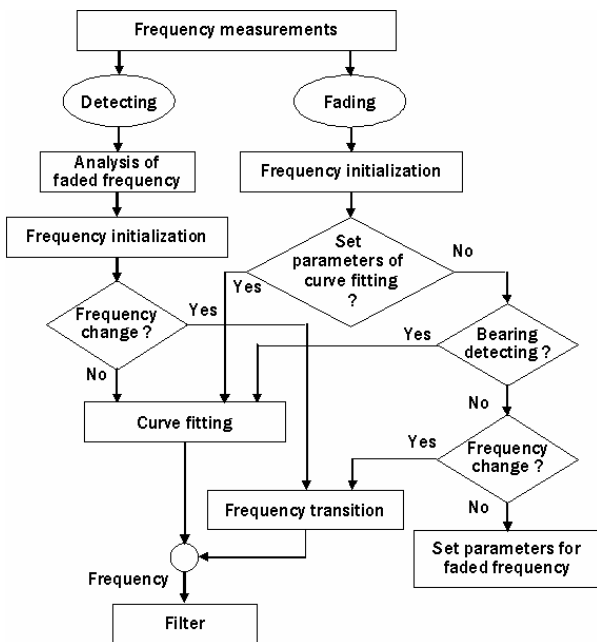 Frequency measurements
Detecting
Fading
Analysis of
faded frequency
Frequency initialization
Frequency initialization
Set
parameters of
curve fitting
?
No
Yes
Frequency
change ?
Yes
Yes
Bearing
detecting ?
No
No
Curve fitting
Yes
Frequency
change ?
Frequency transition
No
Set parameters for
faded frequency
Frequency
Filter